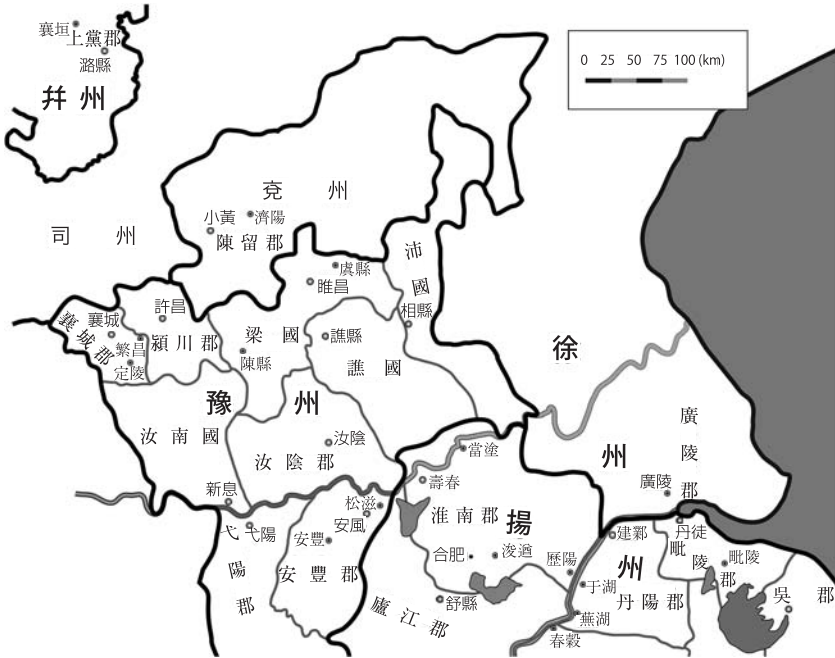 襄垣
上黨郡
潞縣
幷州
0 25 50 75 100 (km)
兗州
小黃
濟陽
陳留郡
司州
沛國
虞縣
睢昌
相縣
許昌
襄城
襄城郡
繁昌
定陵
潁川郡
梁國
陳縣
譙縣
譙國
徐
豫州
汝南國
汝陰
汝陰郡
當塗
廣陵郡
州
廣陵
新息
壽春
松滋
安風
淮南郡
揚
弋陽
弋陽郡
安豐
安豐郡
合肥
浚遒
歷陽
建鄴
丹徒
毗陵郡
毗陵
州
于湖
丹陽郡
吳郡
舒縣
廬江郡
蕪湖
春穀